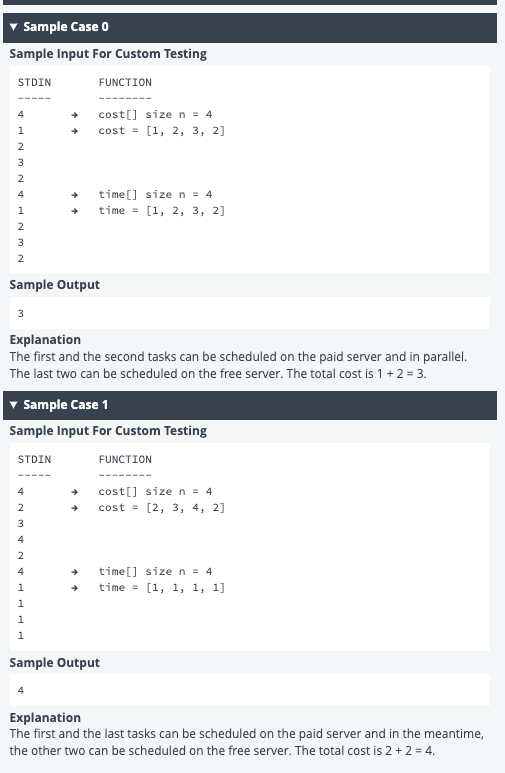 ▼ Sample Case 0
Sample Input For Custom Testing
STDIN FUNCTION
----- --------
4 → cost[] size n = 4
1 → cost = [1, 2, 3, 2]
2
3
2
4 → time[] size n = 4
1 → time = [1, 2, 3, 2]
2
3
2
Sample Output
3
Explanation
The first and the second tasks can be scheduled on the paid server and in parallel.
The last two can be scheduled on the free server. The total cost is 1 + 2 = 3.
▼ Sample Case 1
Sample Input For Custom Testing
STDIN FUNCTION
----- --------
4 → cost[] size n = 4
2 → cost = [2, 3, 4, 2]
3
4
2
4 → time[] size n = 4
1 → time = [1, 1, 1, 1]
1
1
1
Sample Output
4
Explanation
The first and the last tasks can be scheduled on the paid server and in the meantime,
the other two can be scheduled on the free server. The total cost is 2 + 2 = 4.